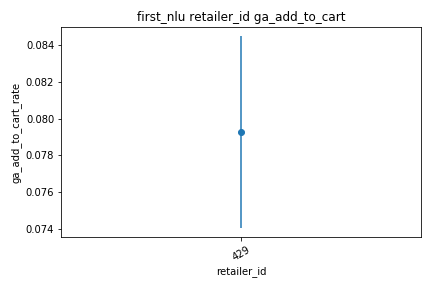 first_nlu retailer_id ga_add_to_cart
ga_add_to_cart_rate
0.084
0.082
0.080
0.078
0.076
0.074
429
retailer_id